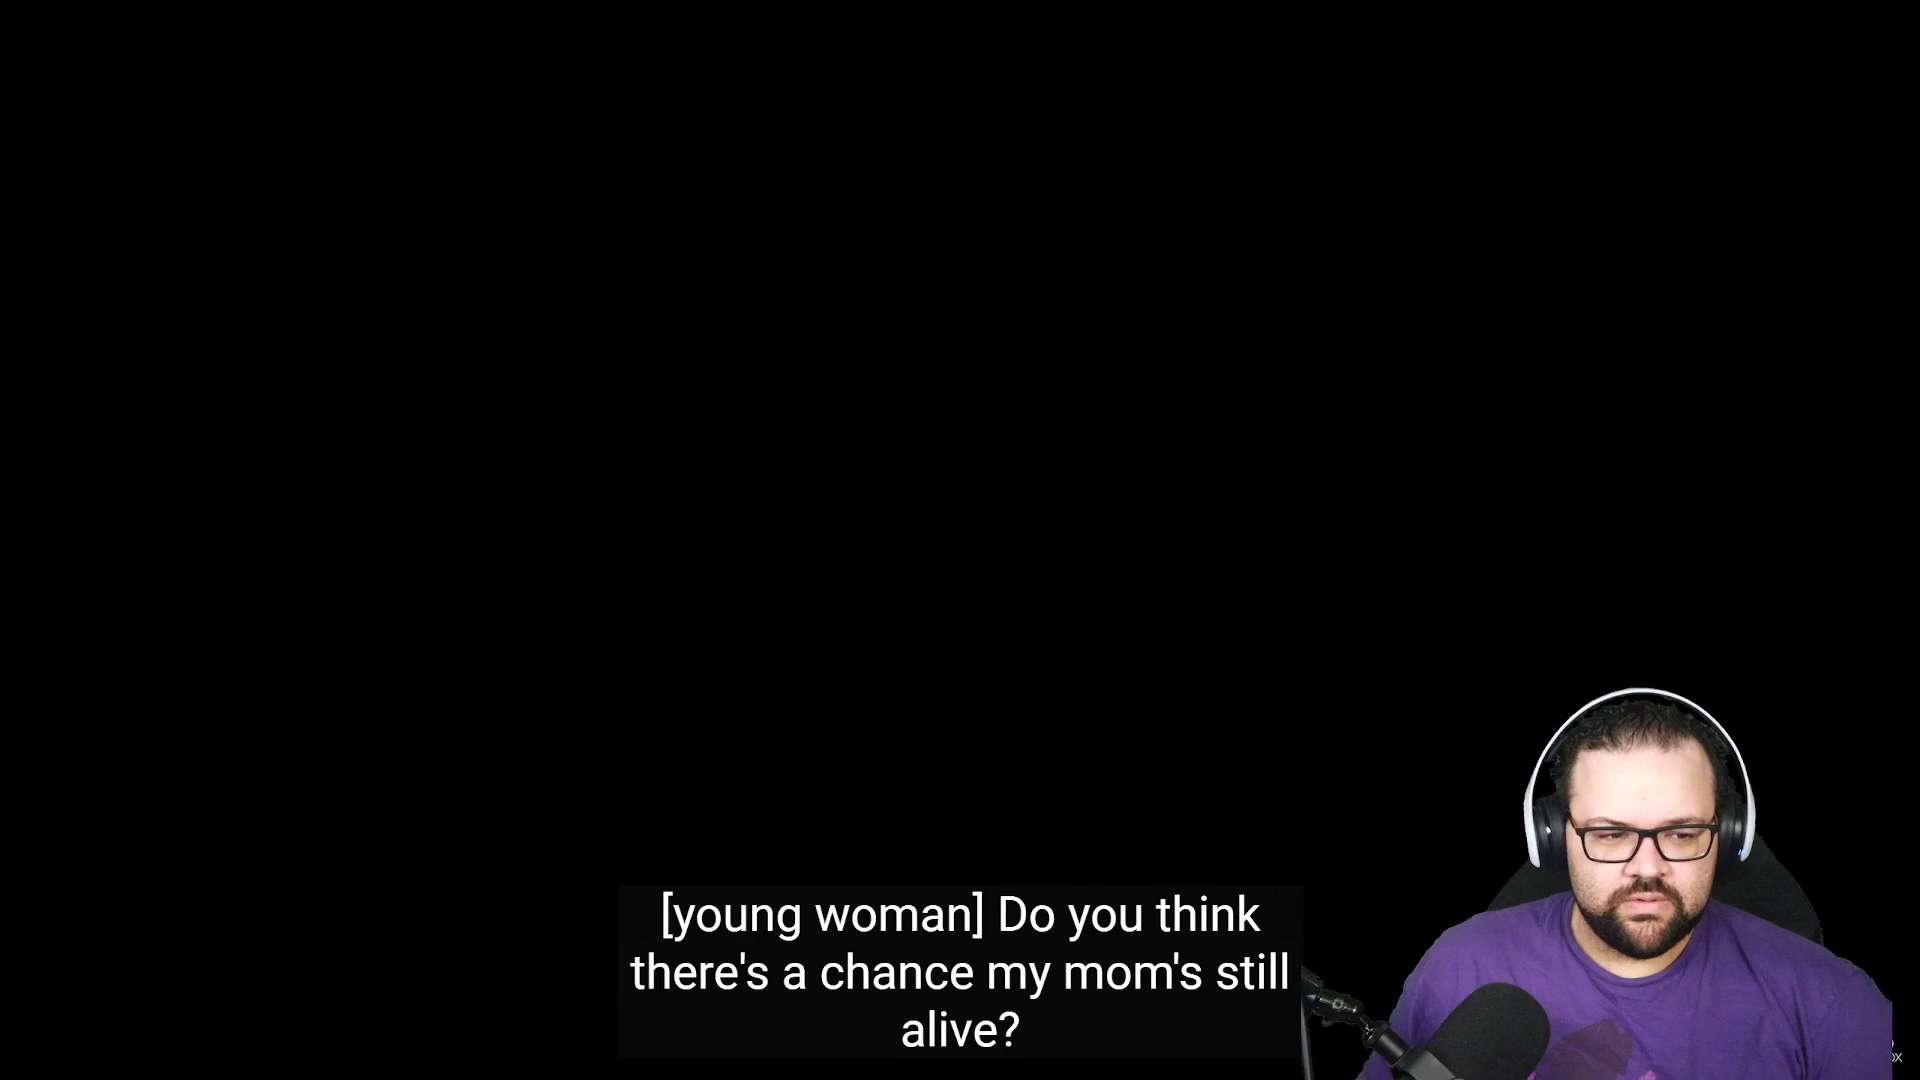 [young woman] Do you think
there's a chance my mom's still
alive?